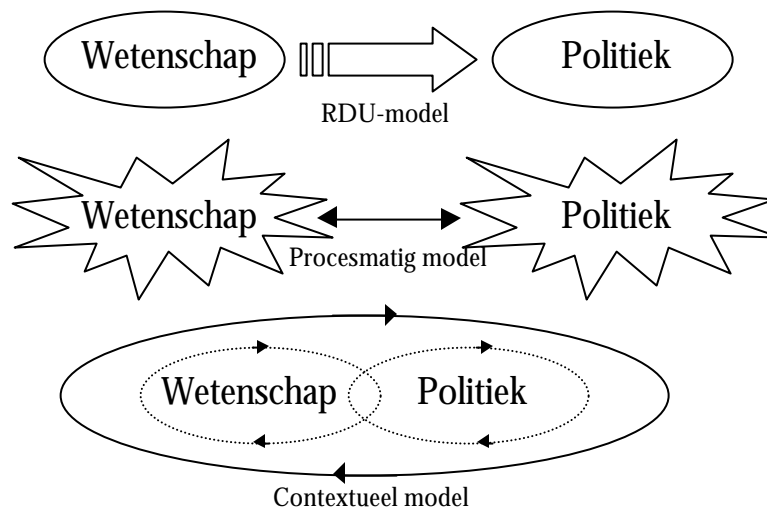 Wetenschap Politiek
RDU-model
Wetenschap Politiek
Procesmatig model
Wetenschap Politiek
Contextueel model